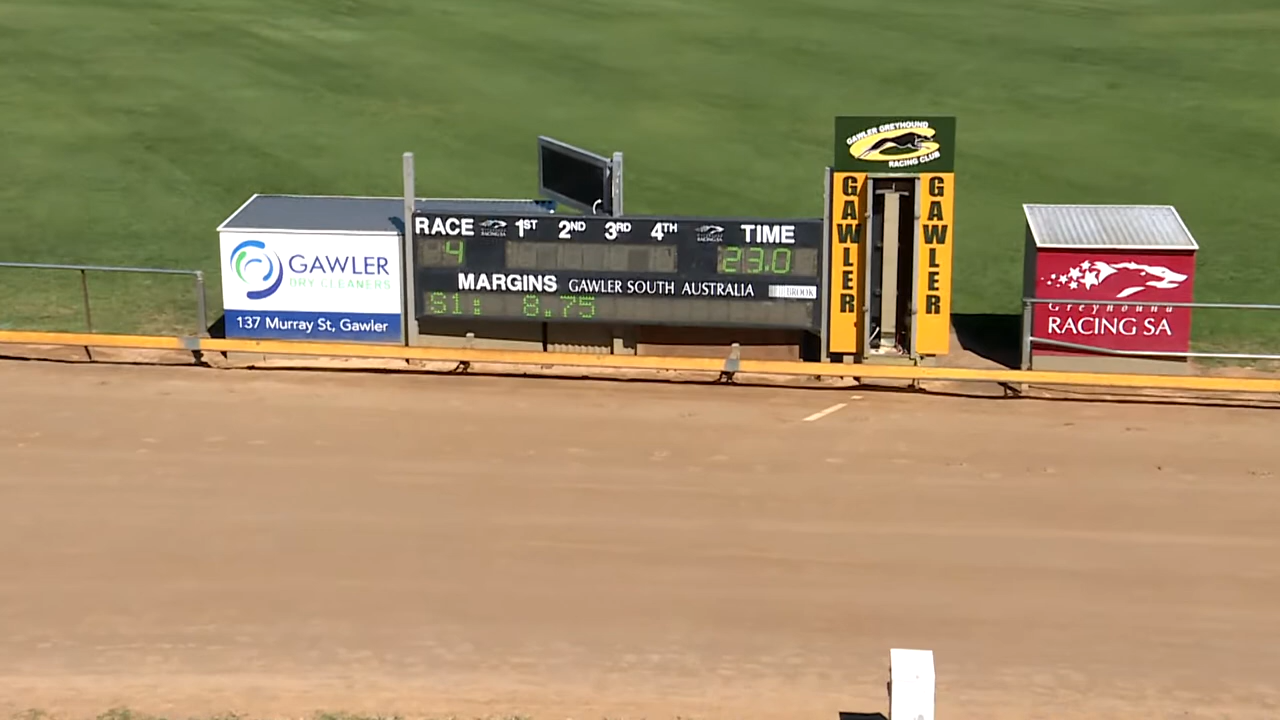 GAWLER GREYHOUND
RACING CLUB
GAWLER
GAWLER
RACE 1ST 2ND 3RD 4TH TIME
4 23.0
MARGINS GAWLER SOUTH AUSTRALIA BROOK
S1: 8.75
GAWLER
DRY CLEANERS
137 Murray St, Gawler
Greyhound
RACING SA